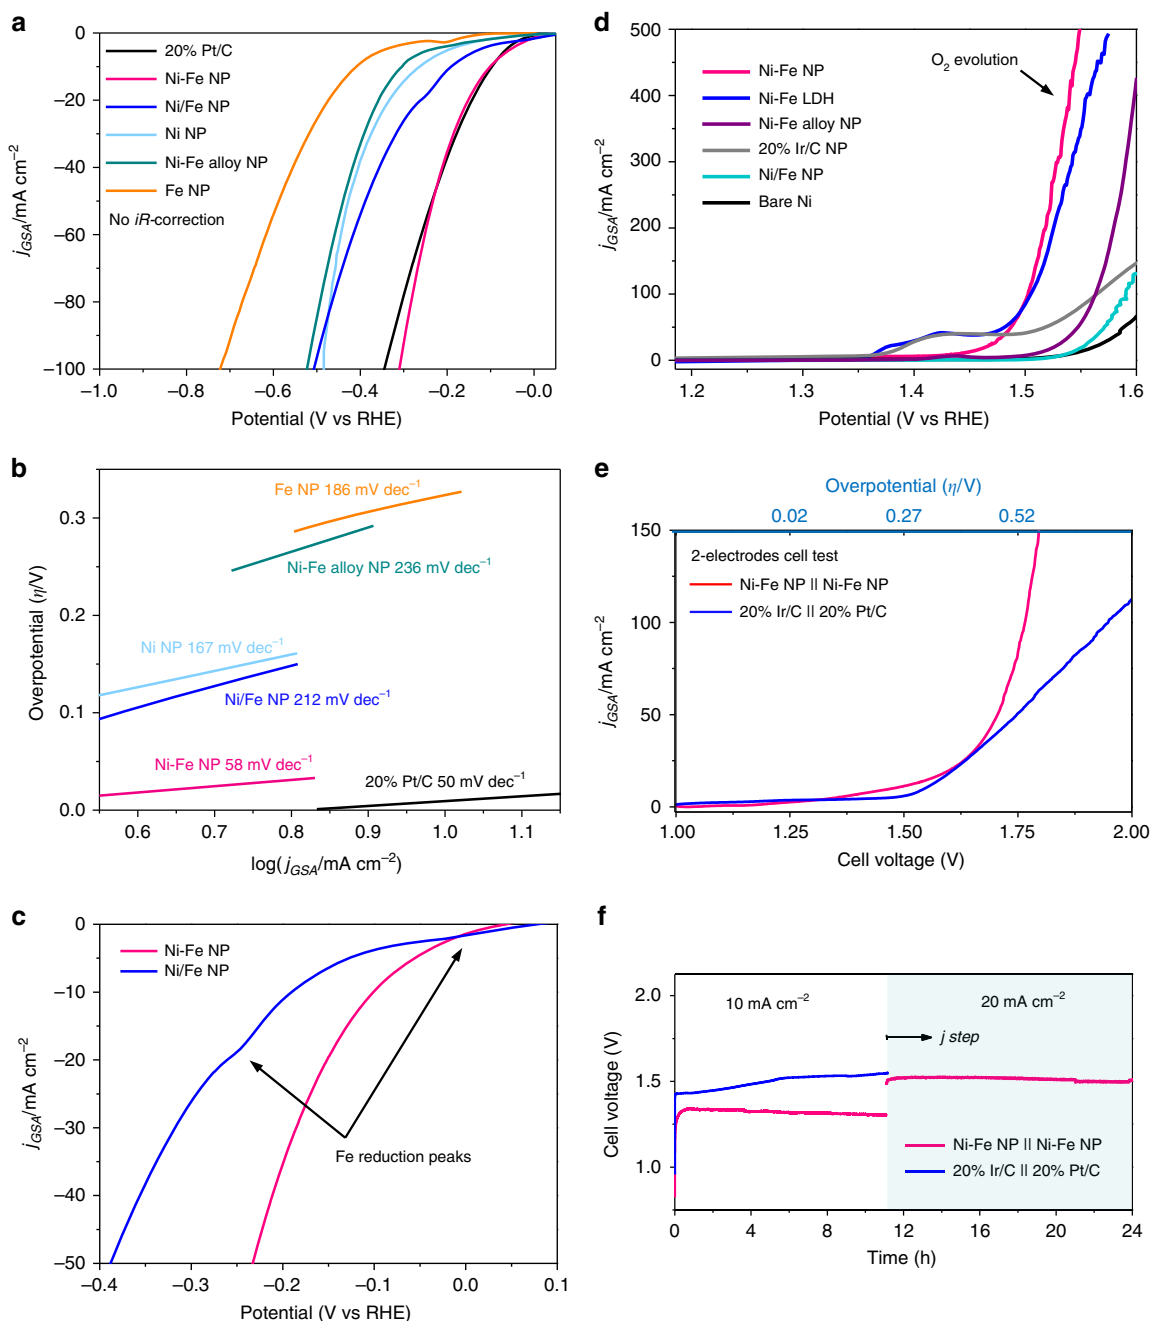 a
0
−20
−40
−60
−80
−100
j_GSA/mA cm⁻²
20% Pt/C
Ni-Fe NP
Ni/Fe NP
Ni NP
Ni-Fe alloy NP
Fe NP
No iR-correction
−1.0 −0.8 −0.6 −0.4 −0.2 −0.0
Potential (V vs RHE)
b
0.3
0.2
0.1
0.0
Overpotential (η/V)
Fe NP 186 mV dec⁻¹
Ni-Fe alloy NP 236 mV dec⁻¹
Ni NP 167 mV dec⁻¹
Ni/Fe NP 212 mV dec⁻¹
Ni-Fe NP 58 mV dec⁻¹
20% Pt/C 50 mV dec⁻¹
0.6 0.7 0.8 0.9 1.0 1.1
log(j_GSA/mA cm⁻²)
c
0
−10
−20
−30
−40
−50
j_GSA/mA cm⁻²
Ni-Fe NP
Ni/Fe NP
Fe reduction peaks
−0.4 −0.3 −0.2 −0.1 0.0 0.1
Potential (V vs RHE)
d
500
400
300
200
100
0
j_GSA/mA cm⁻²
Ni-Fe NP
Ni-Fe LDH
Ni-Fe alloy NP
20% Ir/C NP
Ni/Fe NP
Bare Ni
O₂ evolution
1.2 1.3 1.4 1.5 1.6
Potential (V vs RHE)
e
Overpotential (η/V)
0.02 0.27 0.52
150
100
50
0
j_GSA/mA cm⁻²
2-electrodes cell test
Ni-Fe NP || Ni-Fe NP
20% Ir/C || 20% Pt/C
1.00 1.25 1.50 1.75 2.00
Cell voltage (V)
f
2.0
1.5
1.0
Cell voltage (V)
10 mA cm⁻²
20 mA cm⁻²
j step
Ni-Fe NP || Ni-Fe NP
20% Ir/C || 20% Pt/C
0 4 8 12 16 20 24
Time (h)